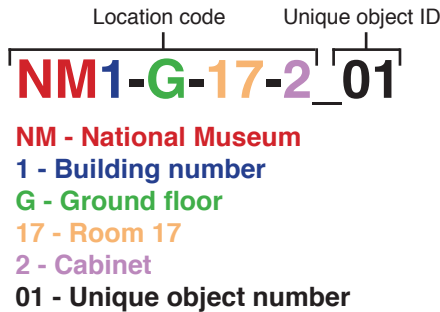 Location code Unique object ID
NM1-G-17-2_01
NM - National Museum
1 - Building number
G - Ground floor
17 - Room 17
2 - Cabinet
01 - Unique object number